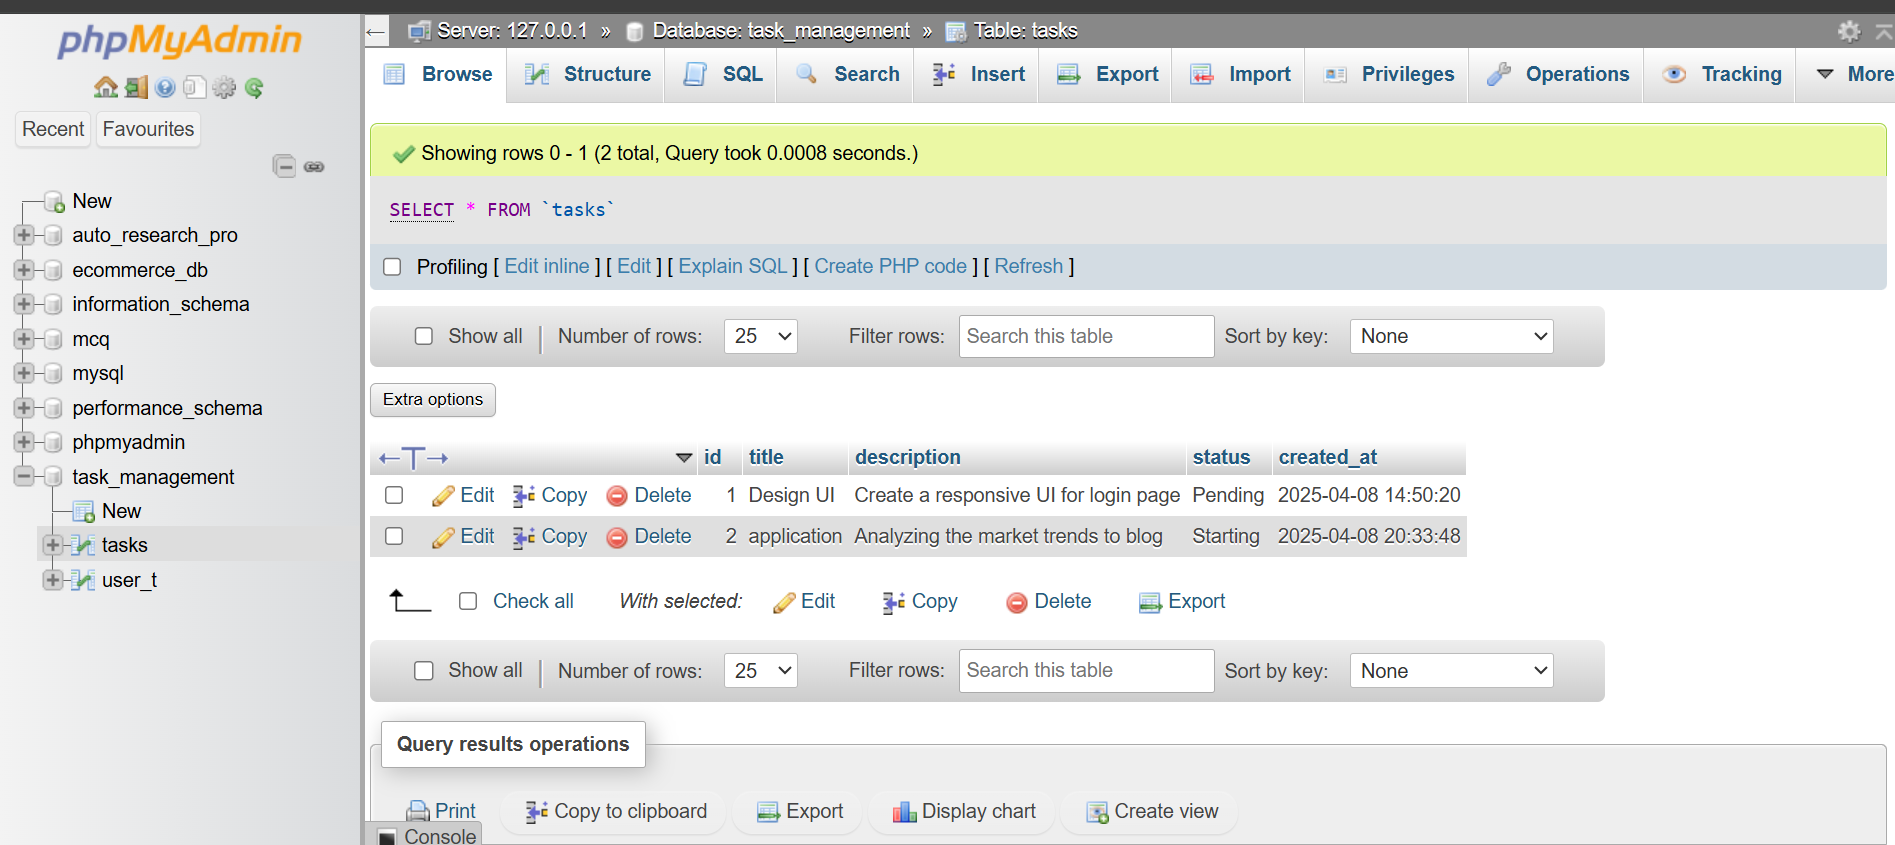 phpMyAdmin
Recent Favourites
New
auto_research_pro
ecommerce_db
information_schema
mcq
mysql
performance_schema
phpmyadmin
task_management
New
tasks
user_t
Server: 127.0.0.1 » Database: task_management » Table: tasks
Browse Structure SQL Search Insert Export Import Privileges Operations Tracking More
Showing rows 0 - 1 (2 total, Query took 0.0008 seconds.)
SELECT * FROM `tasks`
Profiling [ Edit inline ] [ Edit ] [ Explain SQL ] [ Create PHP code ] [ Refresh ]
Show all Number of rows: 25 Filter rows: Search this table Sort by key: None
Extra options
id title description status created_at
Edit Copy Delete 1 Design UI Create a responsive UI for login page Pending 2025-04-08 14:50:20
Edit Copy Delete 2 application Analyzing the market trends to blog Starting 2025-04-08 20:33:48
Check all With selected: Edit Copy Delete Export
Show all Number of rows: 25 Filter rows: Search this table Sort by key: None
Query results operations
Print Copy to clipboard Export Display chart Create view
Console